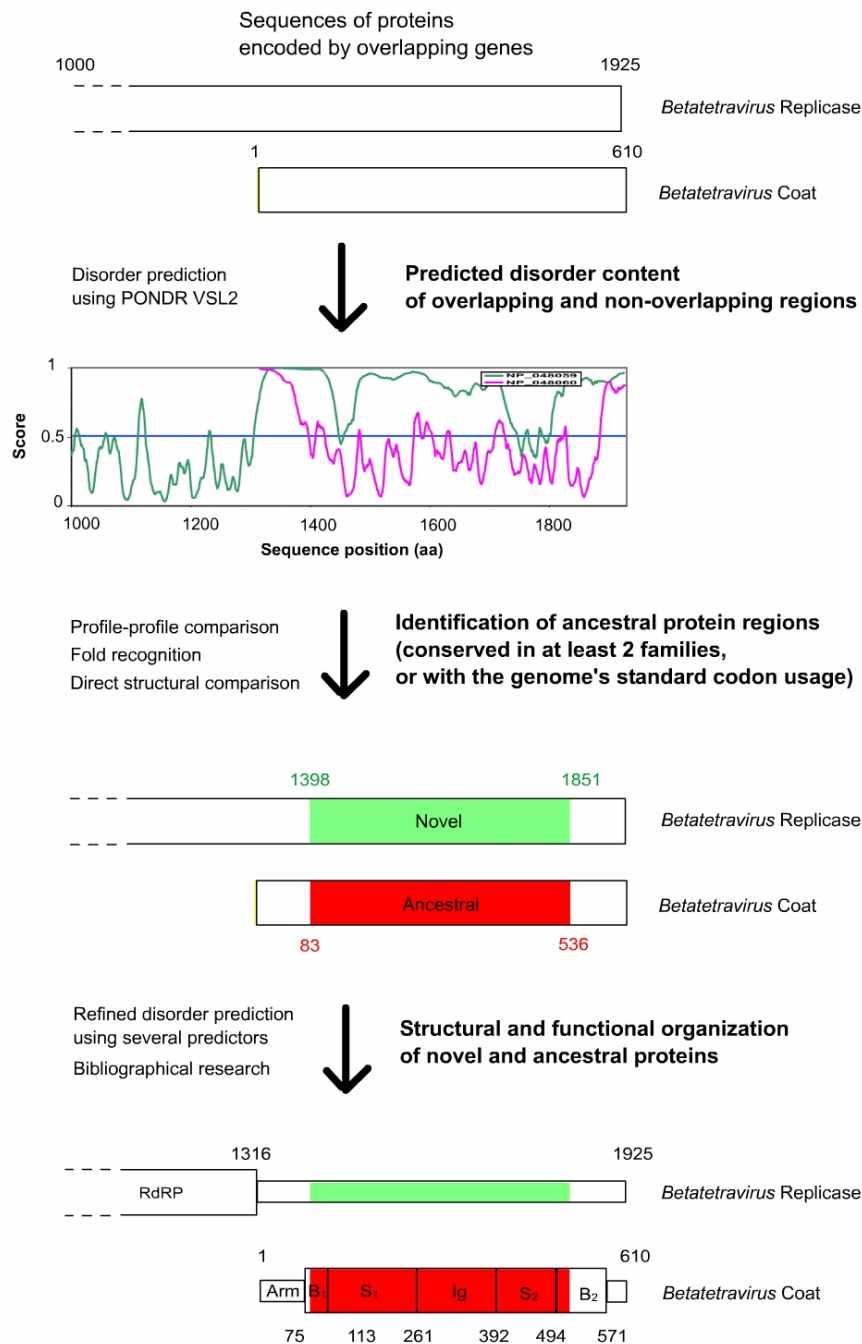 Sequences of proteins
encoded by overlapping genes
1000 1925
Betatetravirus Replicase
1 610
Betatetravirus Coat
Disorder prediction
using PONDR VSL2
Predicted disorder content
of overlapping and non-overlapping regions
1
NP_048059
NP_048060
Score
0.5
0
1000 1200 1400 1600 1800
Sequence position (aa)
Profile-profile comparison
Fold recognition
Direct structural comparison
Identification of ancestral protein regions
(conserved in at least 2 families,
or with the genome's standard codon usage)
1398 1851
Novel
Betatetravirus Replicase
Ancestral
Betatetravirus Coat
83 536
Refined disorder prediction
using several predictors
Bibliographical research
Structural and functional organization
of novel and ancestral proteins
1316 1925
RdRP
Betatetravirus Replicase
1 610
Arm B1 S1 Ig S2 B2
Betatetravirus Coat
75 113 261 392 494 571